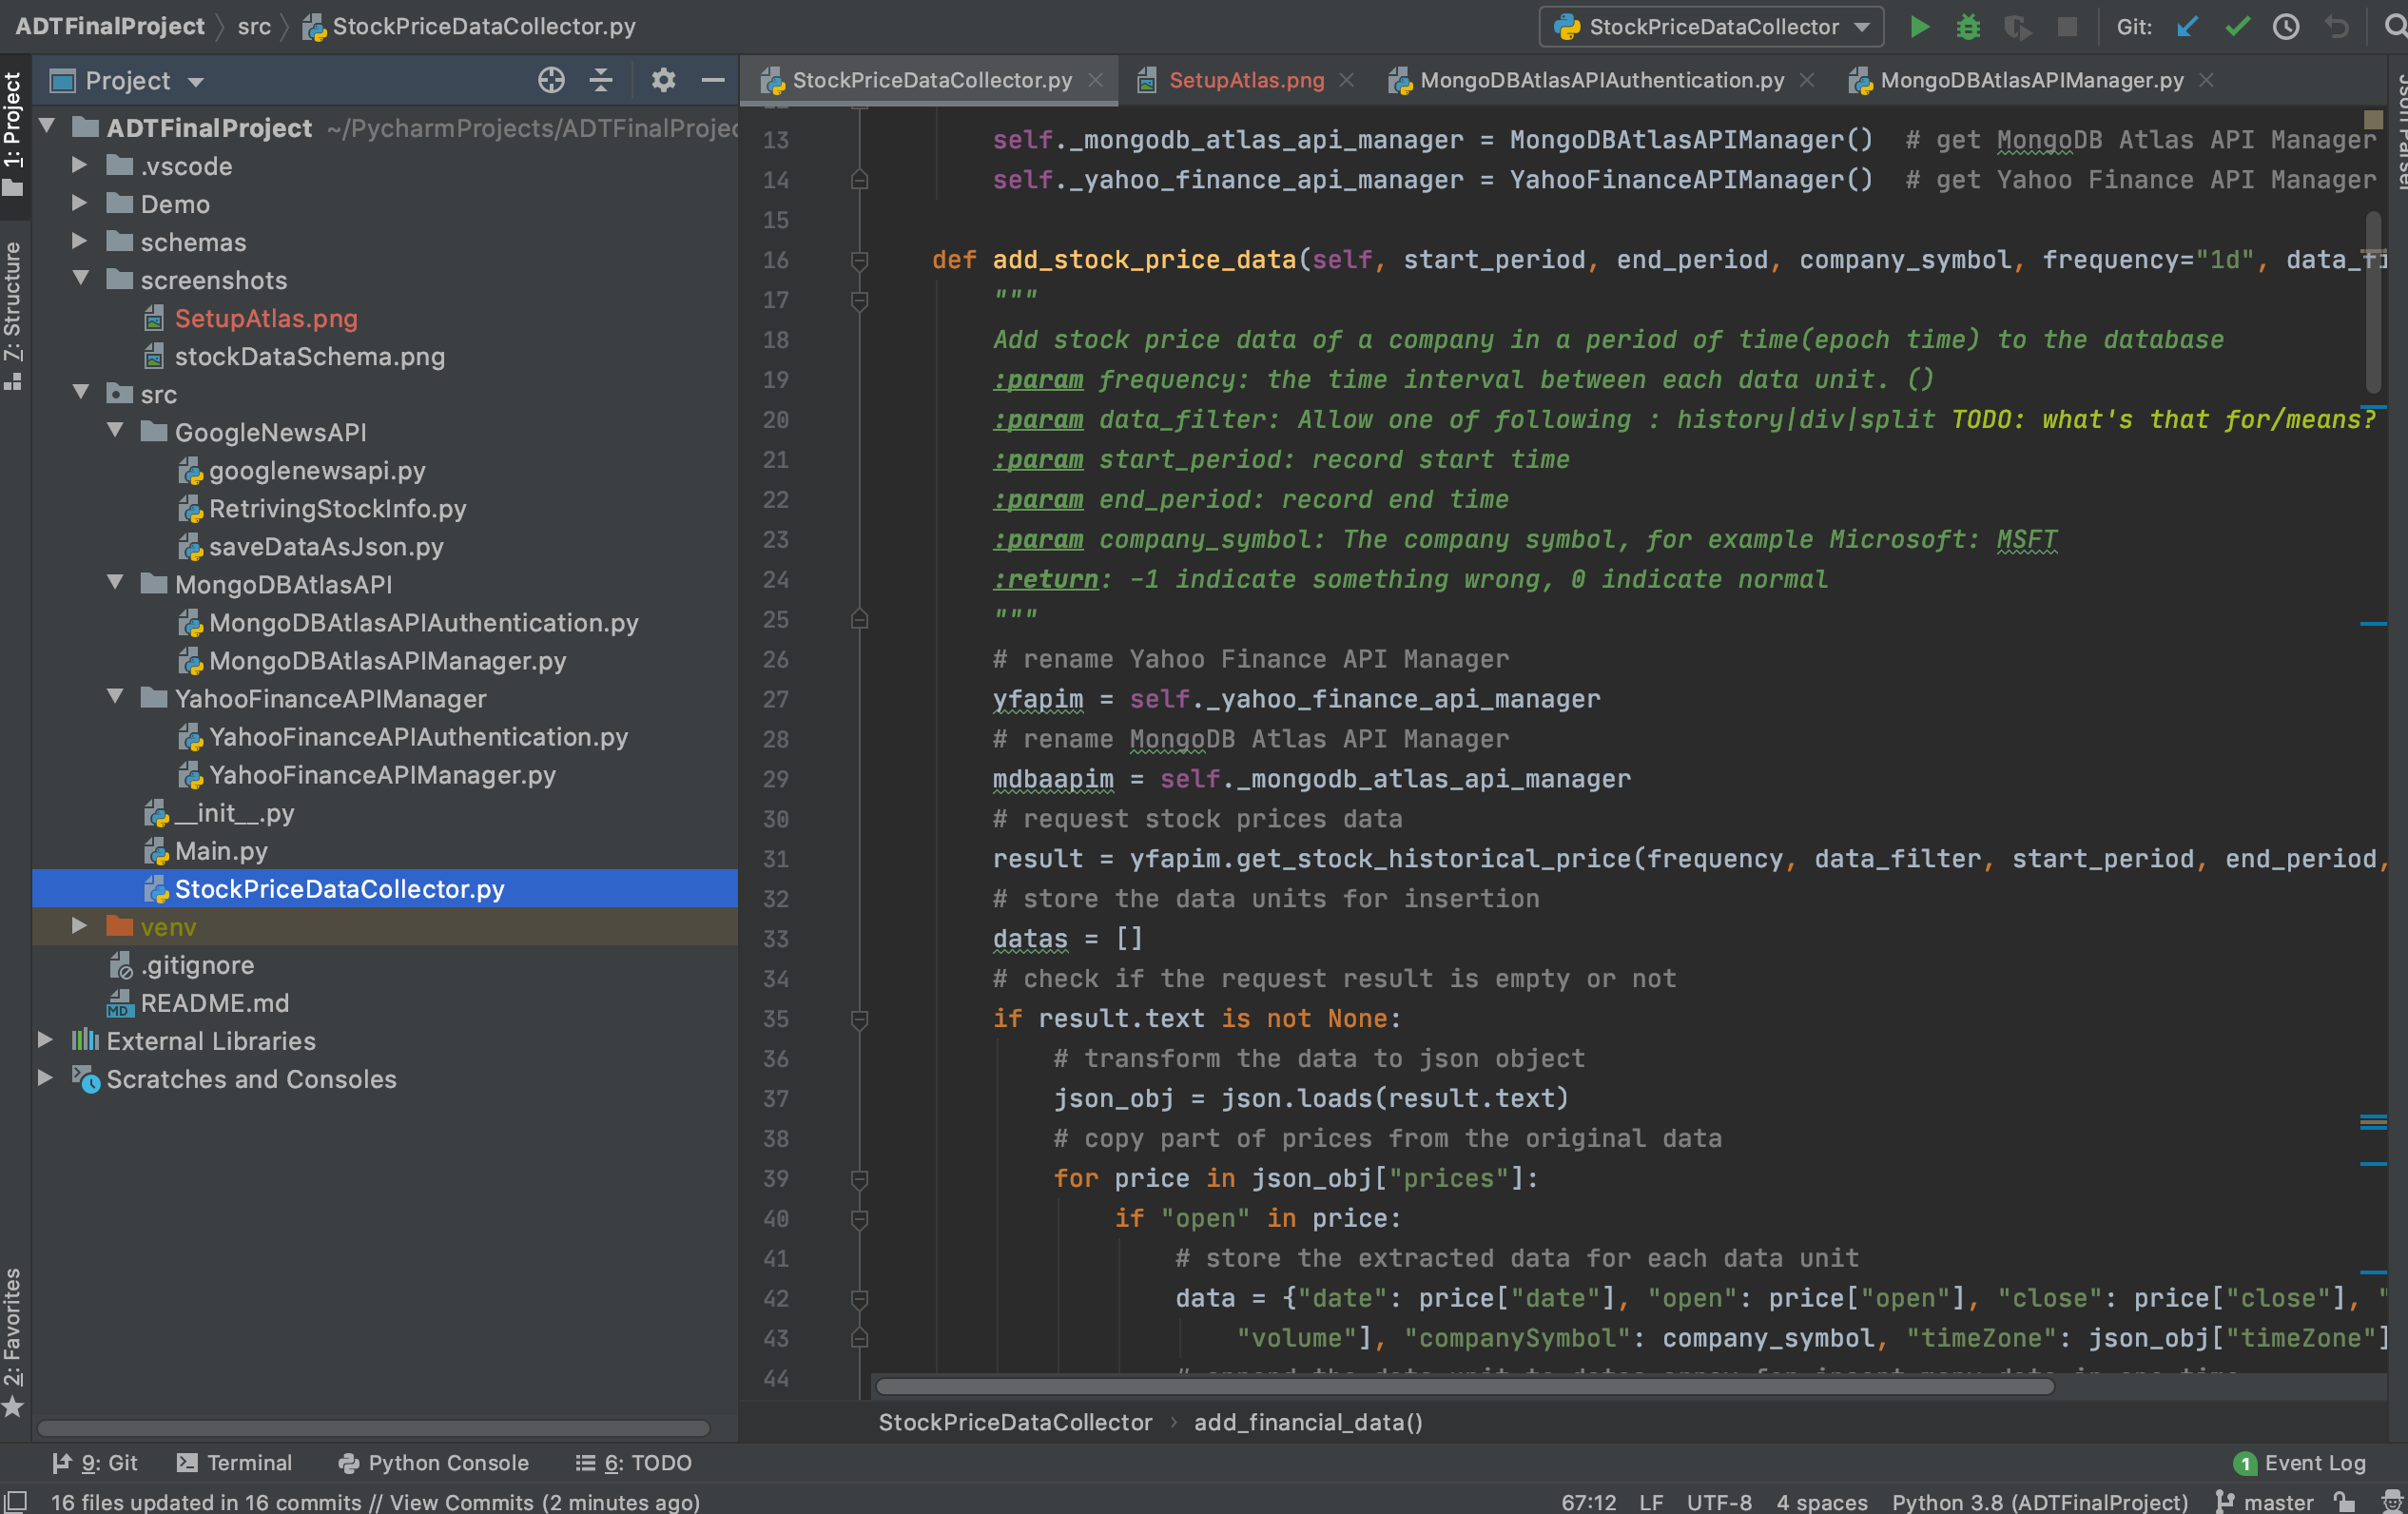 ADTFinalProject src StockPriceDataCollector.py
StockPriceDataCollector Git:
1: Project
7: Structure
2: Favorites
Project
ADTFinalProject ~/PycharmProjects/ADTFinalProjec
.vscode
Demo
schemas
screenshots
SetupAtlas.png
stockDataSchema.png
src
GoogleNewsAPI
googlenewsapi.py
RetrivingStockInfo.py
saveDataAsJson.py
MongoDBAtlasAPI
MongoDBAtlasAPIAuthentication.py
MongoDBAtlasAPIManager.py
YahooFinanceAPIManager
YahooFinanceAPIAuthentication.py
YahooFinanceAPIManager.py
__init__.py
Main.py
StockPriceDataCollector.py
venv
.gitignore
README.md
External Libraries
Scratches and Consoles
StockPriceDataCollector.py SetupAtlas.png MongoDBAtlasAPIAuthentication.py MongoDBAtlasAPIManager.py
13 self._mongodb_atlas_api_manager = MongoDBAtlasAPIManager()  # get MongoDB Atlas API Manager
14 self._yahoo_finance_api_manager = YahooFinanceAPIManager()  # get Yahoo Finance API Manager
15
16 def add_stock_price_data(self, start_period, end_period, company_symbol, frequency="1d", data_fi
17 """
18 Add stock price data of a company in a period of time(epoch time) to the database
19 :param frequency: the time interval between each data unit. ()
20 :param data_filter: Allow one of following : history|div|split TODO: what's that for/means?
21 :param start_period: record start time
22 :param end_period: record end time
23 :param company_symbol: The company symbol, for example Microsoft: MSFT
24 :return: -1 indicate something wrong, 0 indicate normal
25 """
26 # rename Yahoo Finance API Manager
27 yfapim = self._yahoo_finance_api_manager
28 # rename MongoDB Atlas API Manager
29 mdbaapim = self._mongodb_atlas_api_manager
30 # request stock prices data
31 result = yfapim.get_stock_historical_price(frequency, data_filter, start_period, end_period,
32 # store the data units for insertion
33 datas = []
34 # check if the request result is empty or not
35 if result.text is not None:
36 # transform the data to json object
37 json_obj = json.loads(result.text)
38 # copy part of prices from the original data
39 for price in json_obj["prices"]:
40 if "open" in price:
41 # store the extracted data for each data unit
42 data = {"date": price["date"], "open": price["open"], "close": price["close"], "
43 "volume"], "companySymbol": company_symbol, "timeZone": json_obj["timeZone"]
44
StockPriceDataCollector add_financial_data()
9: Git Terminal Python Console 6: TODO 1 Event Log
16 files updated in 16 commits // View Commits (2 minutes ago) 67:12 LF UTF-8 4 spaces Python 3.8 (ADTFinalProject) master